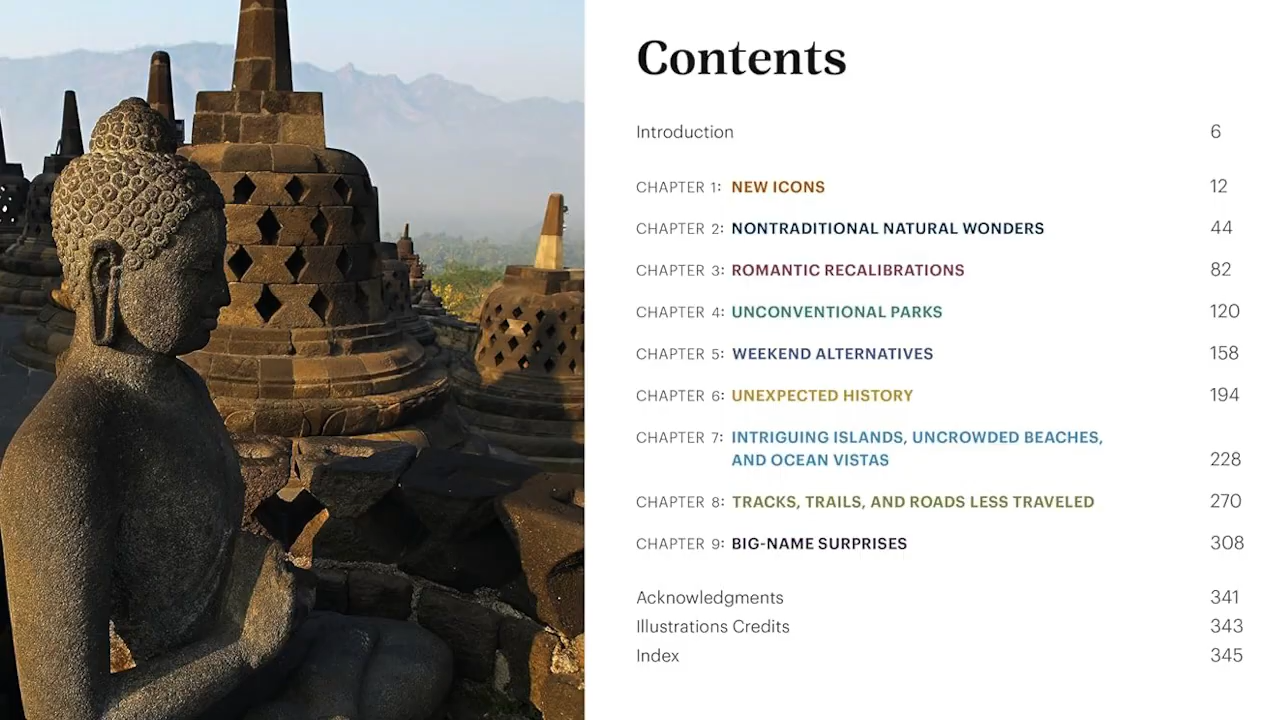 Contents
Introduction 6
CHAPTER 1: NEW ICONS 12
CHAPTER 2: NONTRADITIONAL NATURAL WONDERS 44
CHAPTER 3: ROMANTIC RECALIBRATIONS 82
CHAPTER 4: UNCONVENTIONAL PARKS 120
CHAPTER 5: WEEKEND ALTERNATIVES 158
CHAPTER 6: UNEXPECTED HISTORY 194
CHAPTER 7: INTRIGUING ISLANDS, UNCROWDED BEACHES,
AND OCEAN VISTAS 228
CHAPTER 8: TRACKS, TRAILS, AND ROADS LESS TRAVELED 270
CHAPTER 9: BIG-NAME SURPRISES 308
Acknowledgments 341
Illustrations Credits 343
Index 345